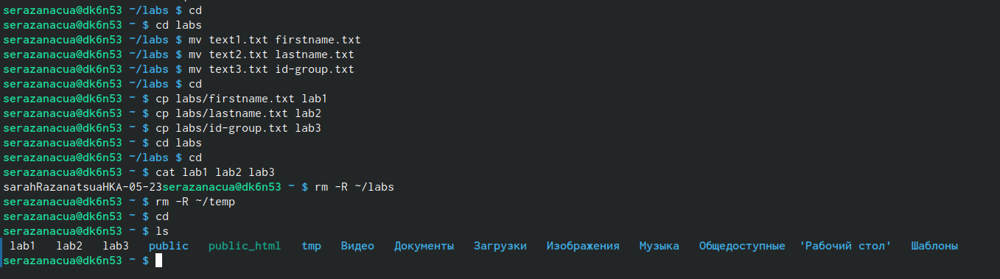 serazanacua@dk6n53 ~/labs $ cd
serazanacua@dk6n53 ~ $ cd labs
serazanacua@dk6n53 ~/labs $ mv text1.txt firstname.txt
serazanacua@dk6n53 ~/labs $ mv text2.txt lastname.txt
serazanacua@dk6n53 ~/labs $ mv text3.txt id-group.txt
serazanacua@dk6n53 ~/labs $ cd
serazanacua@dk6n53 ~ $ cp labs/firstname.txt lab1
serazanacua@dk6n53 ~ $ cp labs/lastname.txt lab2
serazanacua@dk6n53 ~ $ cp labs/id-group.txt lab3
serazanacua@dk6n53 ~ $ cd labs
serazanacua@dk6n53 ~/labs $ cd
serazanacua@dk6n53 ~ $ cat lab1 lab2 lab3
sarahRazanatsuaHKA-05-23serazanacua@dk6n53 ~ $ rm -R ~/labs
serazanacua@dk6n53 ~ $ rm -R ~/temp
serazanacua@dk6n53 ~ $ cd
serazanacua@dk6n53 ~ $ ls
lab1 lab2 lab3 public public_html tmp Видео Документы Загрузки Изображения Музыка Общедоступные 'Рабочий стол' Шаблоны
serazanacua@dk6n53 ~ $